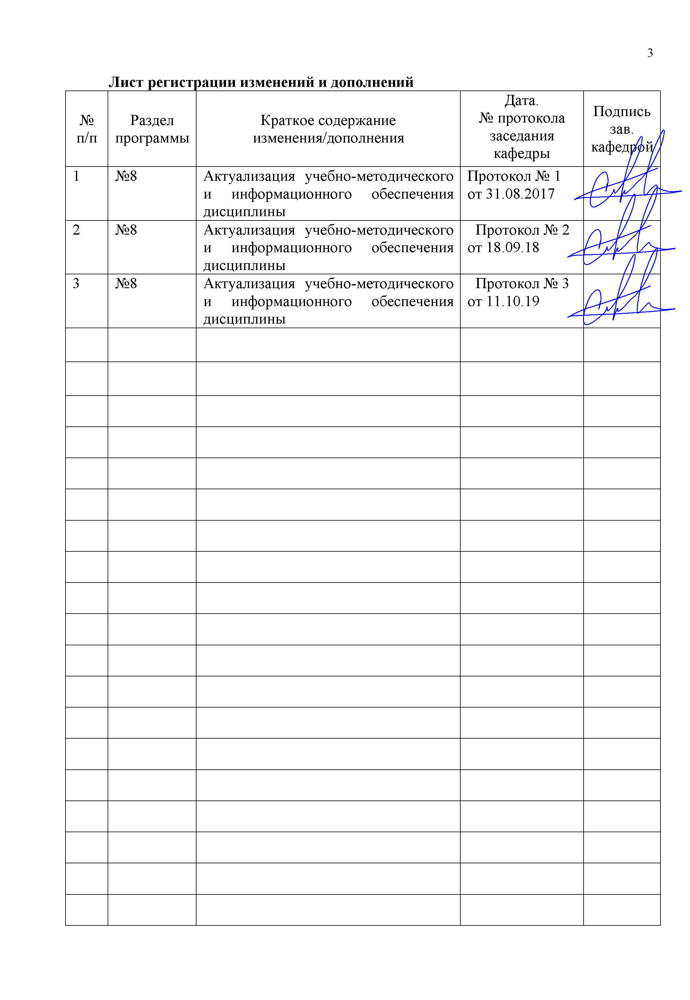 3
Лист регистрации изменений и дополнений
№
п/п
Раздел
программы
Краткое содержание
изменения/дополнения
Дата.
№ протокола
заседания
кафедры
Подпись
зав.
кафедрой
1
№8
Актуализация учебно-методического
и информационного обеспечения
дисциплины
Протокол № 1
от 31.08.2017
2
№8
Актуализация учебно-методического
и информационного обеспечения
дисциплины
Протокол № 2
от 18.09.18
3
№8
Актуализация учебно-методического
и информационного обеспечения
дисциплины
Протокол № 3
от 11.10.19